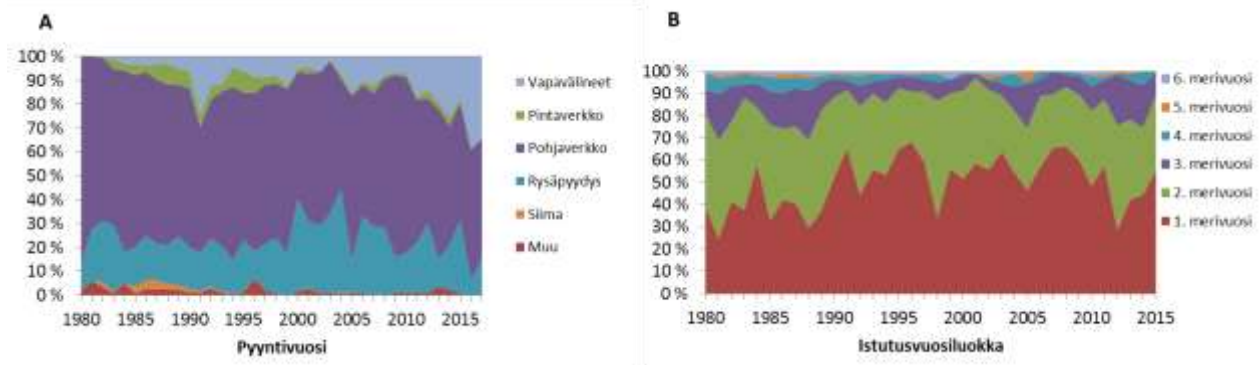 A
100 %
90 %
80 %
70 %
60 %
50 %
40 %
30 %
20 %
10 %
0 %
1980 1985 1990 1995 2000 2005 2010 2015
Pyyntivuosi
Vapavälineet
Pintaverkko
Pohjaverkko
Rysäpyydys
Siima
Muu
B
100 %
90 %
80 %
70 %
60 %
50 %
40 %
30 %
20 %
10 %
0 %
1980 1985 1990 1995 2000 2005 2010 2015
Istutusvuosiluokka
6. merivuosi
5. merivuosi
4. merivuosi
3. merivuosi
2. merivuosi
1. merivuosi